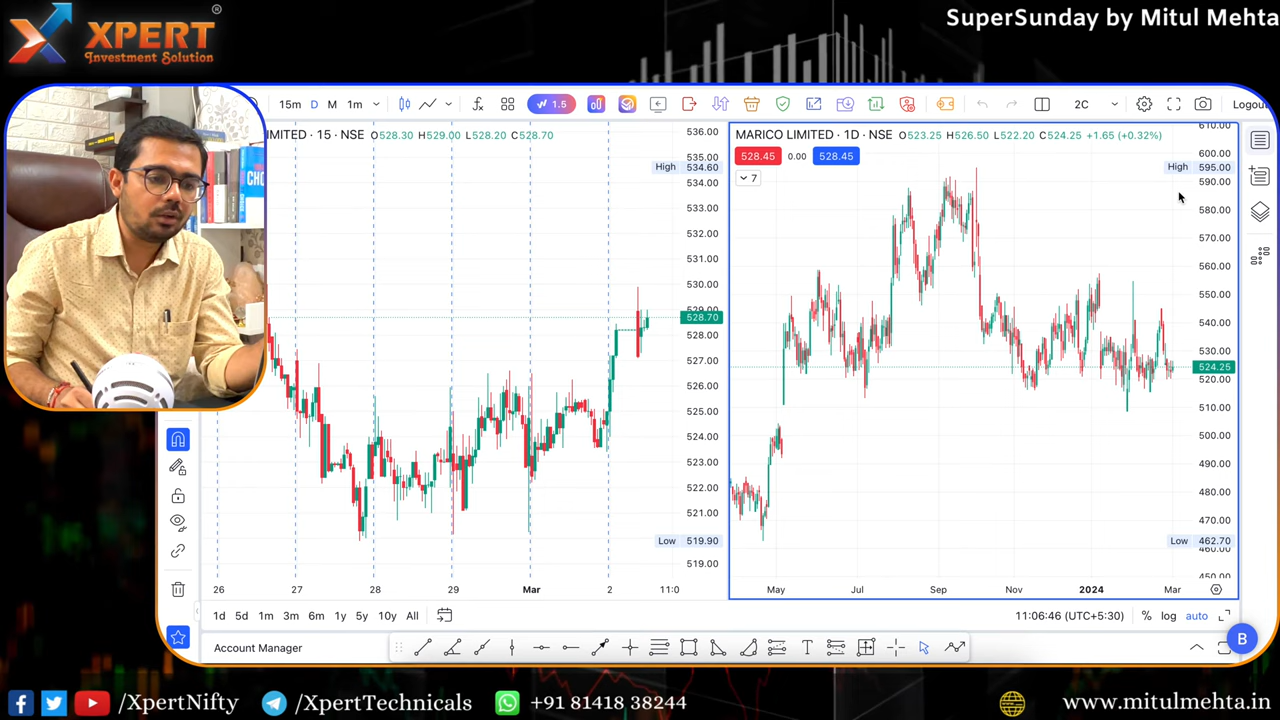 SuperSunday by Mitul Mehta
XPERT
®
Investment Solution
15m D M 1m 1.5 2C Logout
IMITED · 15 · NSE O528.30 H529.00 L528.20 C528.70
536.00
535.00
High 534.60
534.00
533.00
532.00
531.00
530.00
528.70
528.00
527.00
526.00
525.00
524.00
523.00
522.00
521.00
Low 519.90
519.00
26 27 28 29 Mar 2 11:0
MARICO LIMITED · 1D · NSE O523.25 H526.50 L522.20 C524.25 +1.65 (+0.32%)
528.45 0.00 528.45
7
610.00
600.00
High 595.00
590.00
580.00
570.00
560.00
550.00
540.00
530.00
524.25
520.00
510.00
500.00
490.00
480.00
470.00
Low 462.70
460.00
450.00
May Jul Sep Nov 2024 Mar
1d 5d 1m 3m 6m 1y 5y 10y All
11:06:46 (UTC+5:30) % log auto
B
Account Manager
/XpertNifty /XpertTechnicals +91 81418 38244 www.mitulmehta.in